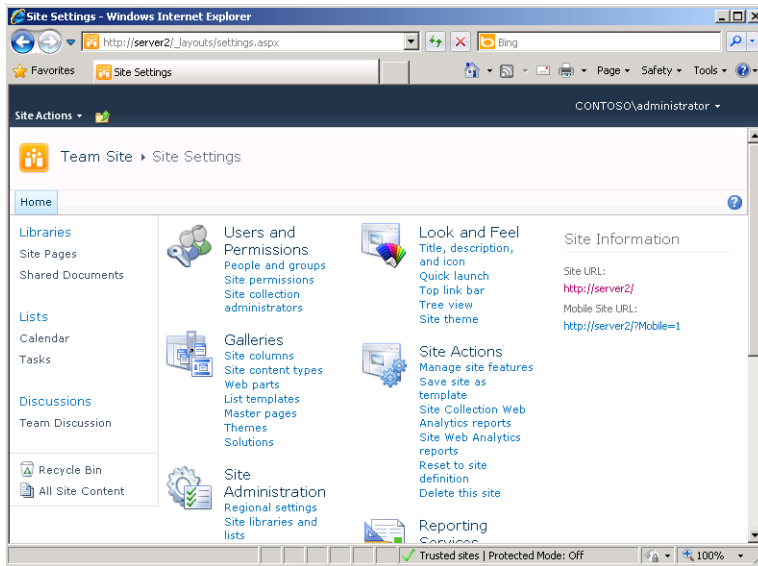 Site Settings - Windows Internet Explorer
http://server2/_layouts/settings.aspx
Bing
Favorites
Site Settings
Page
Safety
Tools
Site Actions
CONTOSO\administrator
Team Site
Site Settings
Home
Libraries
Site Pages
Shared Documents
Lists
Calendar
Tasks
Discussions
Team Discussion
Recycle Bin
All Site Content
Users and
Permissions
People and groups
Site permissions
Site collection
administrators
Galleries
Site columns
Site content types
Web parts
List templates
Master pages
Themes
Solutions
Site
Administration
Regional settings
Site libraries and
lists
Look and Feel
Title, description,
and icon
Quick launch
Top link bar
Tree view
Site theme
Site Actions
Manage site features
Save site as
template
Site Collection Web
Analytics reports
Site Web Analytics
reports
Reset to site
definition
Delete this site
Reporting
Services
Site Information
Site URL:
http://server2/
Mobile Site URL:
http://server2/?Mobile=1
Trusted sites | Protected Mode: Off
100%